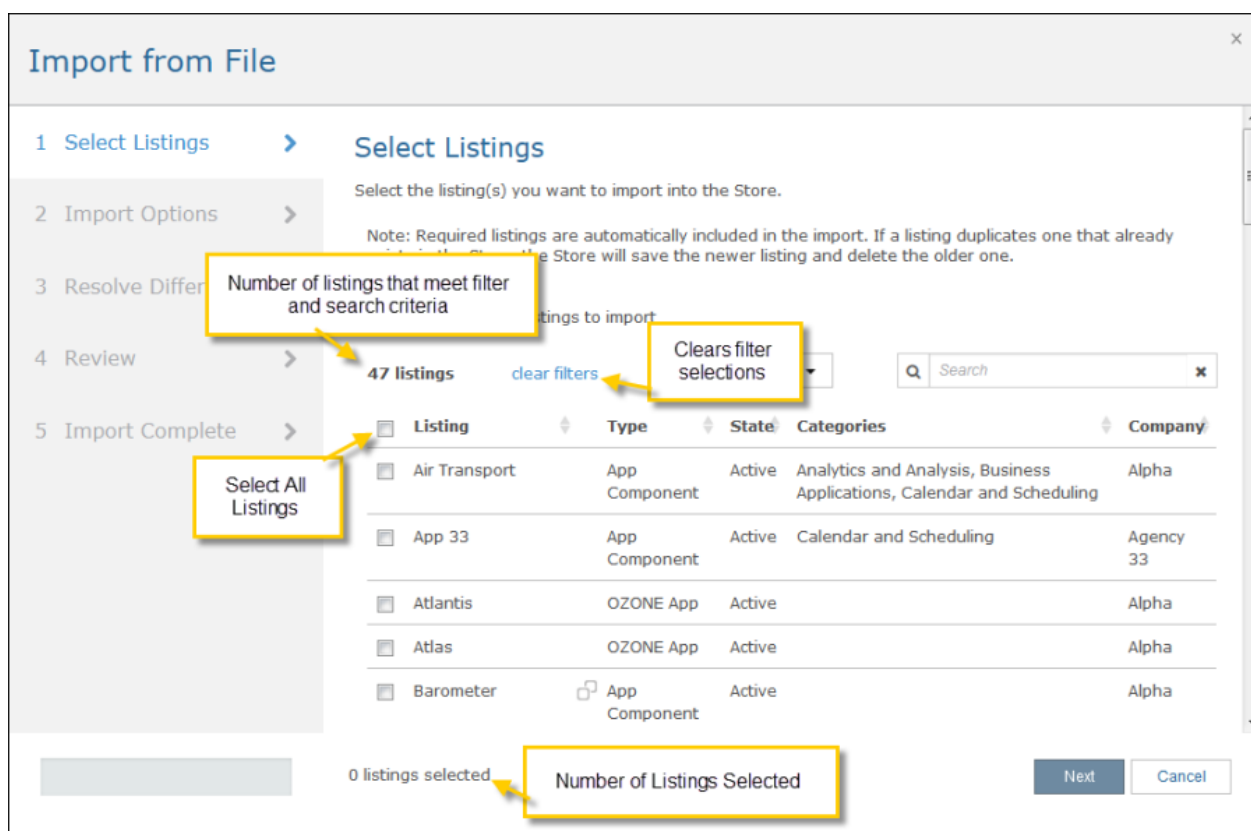 Import from File
×
1 Select Listings
2 Import Options
3 Resolve Differ
4 Review
5 Import Complete
Select Listings
Select the listing(s) you want to import into the Store.
Note: Required listings are automatically included in the import. If a listing duplicates one that already
the Store will save the newer listing and delete the older one.
Number of listings that meet filter
and search criteria
stings to import
Clears filter
selections
47 listings clear filters Search
Listing Type State Categories Company
Select All
Listings
Air Transport App Active Analytics and Analysis, Business Alpha
Component Applications, Calendar and Scheduling
App 33 App Active Calendar and Scheduling Agency
Component 33
Atlantis OZONE App Active Alpha
Atlas OZONE App Active Alpha
Barometer App Active Alpha
Component
0 listings selected
Number of Listings Selected
Next Cancel